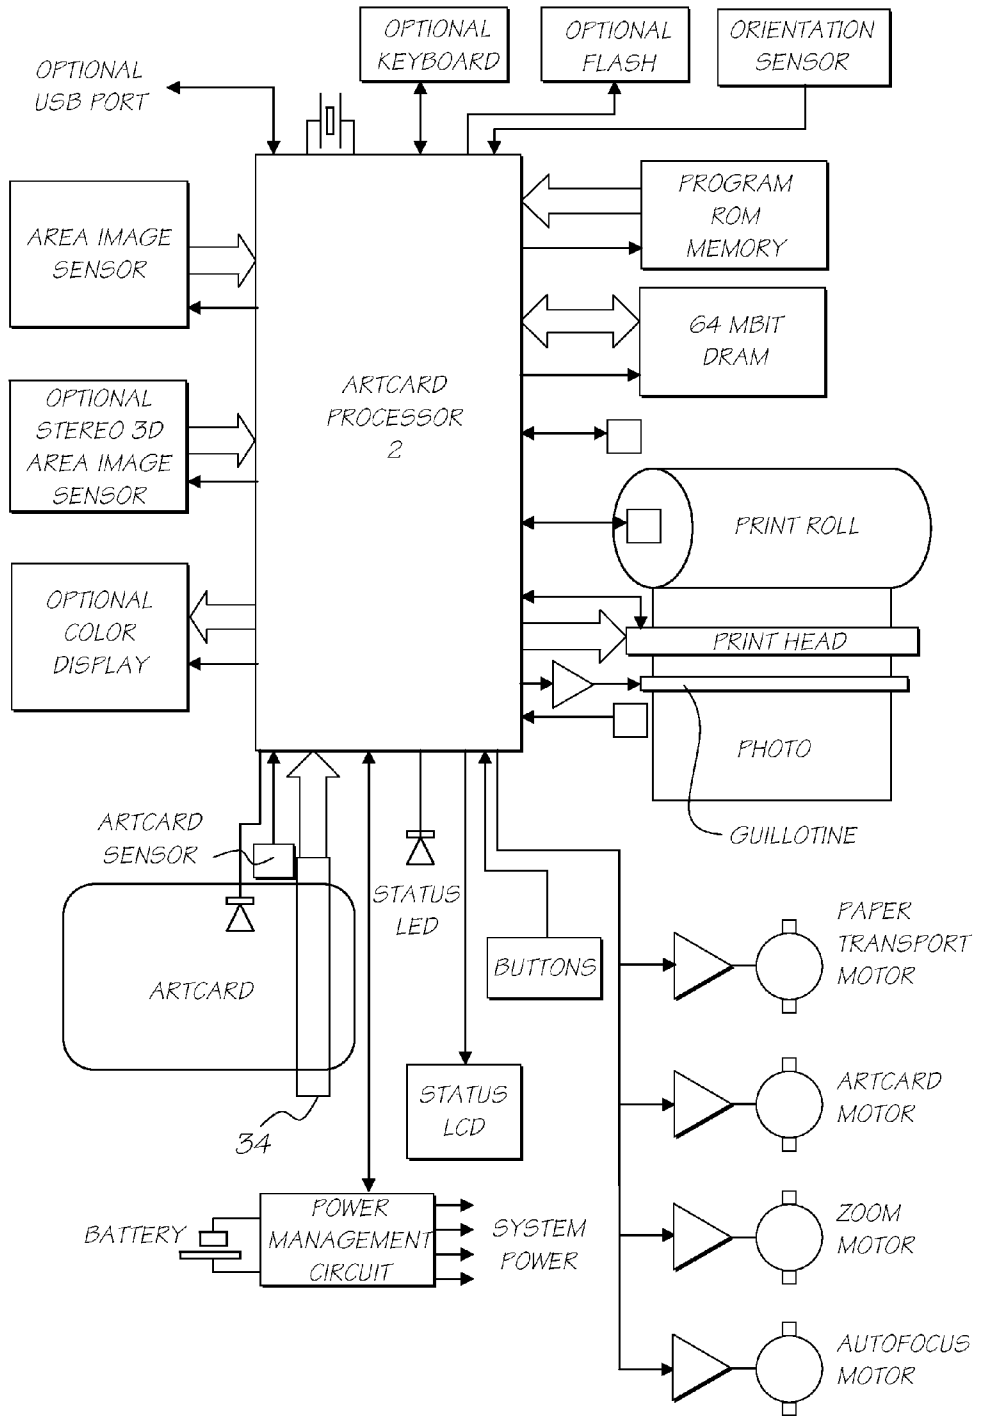 OPTIONAL
USB PORT
OPTIONAL
KEYBOARD
OPTIONAL
FLASH
ORIENTATION
SENSOR
AREA IMAGE
SENSOR
PROGRAM
ROM
MEMORY
64 MBIT
DRAM
OPTIONAL
STEREO 3D
AREA IMAGE
SENSOR
ARTCARD
PROCESSOR
2
PRINT ROLL
OPTIONAL
COLOR
DISPLAY
PRINT HEAD
PHOTO
GUILLOTINE
ARTCARD
SENSOR
STATUS
LED
BUTTONS
ARTCARD
34
STATUS
LCD
PAPER
TRANSPORT
MOTOR
ARTCARD
MOTOR
BATTERY
POWER
MANAGEMENT
CIRCUIT
SYSTEM
POWER
ZOOM
MOTOR
AUTOFOCUS
MOTOR